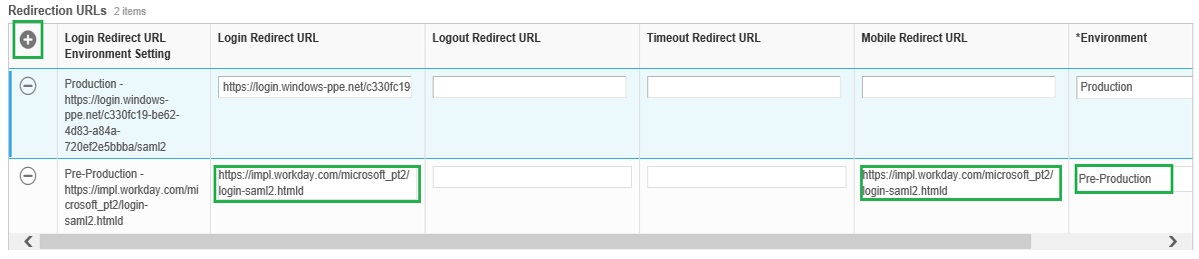 Redirection URLs 2 items
Login Redirect URL Environment Setting
Login Redirect URL
Logout Redirect URL
Timeout Redirect URL
Mobile Redirect URL
*Environment
Production -
https://login.windows-
ppe.net/c330fc19-be62-
4d83-a84a-
720ef2e5bbba/saml2
https://login.windows-ppe.net/c330fc19-
Production
Pre-Production -
https://impl.workday.com/mi
crosoft_pt2/login-
saml2.htmld
https://impl.workday.com/microsoft_pt2/
login-saml2.htmld
https://impl.workday.com/microsoft_pt2/
login-saml2.htmld
Pre-Production